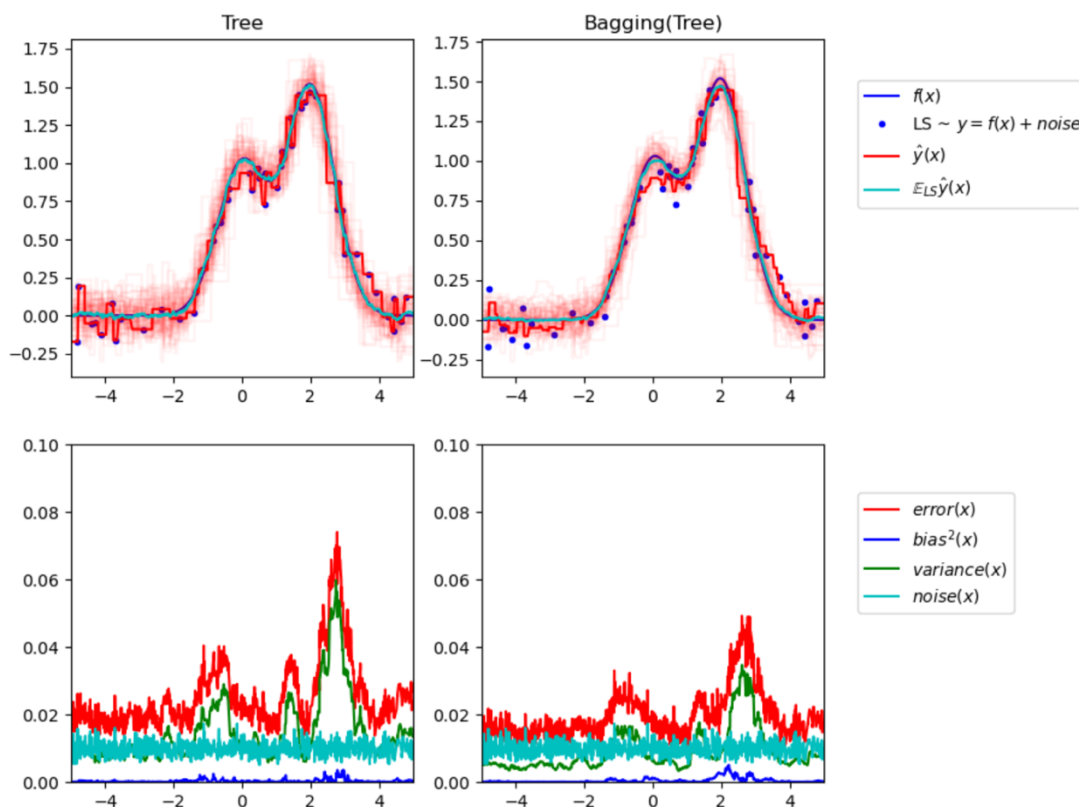 Tree
Bagging(Tree)
1.75
1.50
1.25
1.00
0.75
0.50
0.25
0.00
−0.25
−4 −2 0 2 4
1.75
1.50
1.25
1.00
0.75
0.50
0.25
0.00
−0.25
−4 −2 0 2 4
f(x)
LS ~ y = f(x) + noise
ŷ(x)
𝔼LS ŷ(x)
0.10
0.08
0.06
0.04
0.02
0.00
−4 −2 0 2 4
0.10
0.08
0.06
0.04
0.02
0.00
−4 −2 0 2 4
error(x)
bias²(x)
variance(x)
noise(x)